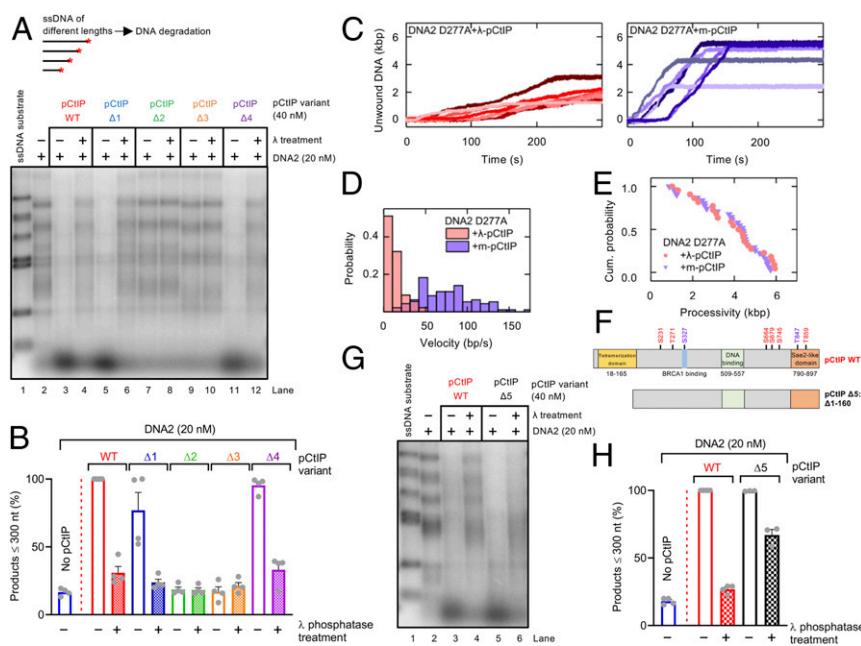 A
ssDNA of
different lengths → DNA degradation
ssDNA substrate
pCtIP WT
pCtIP Δ1
pCtIP Δ2
pCtIP Δ3
pCtIP Δ4
pCtIP variant
(40 nM)
− − + − + − + − + − + λ treatment
+ + + + + + + + + + + DNA2 (20 nM)
1 2 3 4 5 6 7 8 9 10 11 12 Lane
B
DNA2 (20 nM)
WT Δ1 Δ2 Δ3 Δ4 pCtIP
variant
Products ≤ 300 nt (%)
100
50
0
No pCtIP
− − + − + − + − + − + λ phosphatase
treatment
C
DNA2 D277A+λ-pCtIP
DNA2 D277A+m-pCtIP
Unwound DNA (kbp)
6
4
2
0
0 100 200
Time (s)
6
4
2
0
0 100 200
Time (s)
D
DNA2 D277A
+λ-pCtIP
+m-pCtIP
Probability
0.4
0.2
0 50 100 150
Velocity (bp/s)
E
Cum. probability
1.0
0.5
0.0
DNA2 D277A
+λ-pCtIP
+m-pCtIP
0 2 4 6
Processivity (kbp)
F
S231
T271
S327
S664
S679
S745
T847
T859
Tetramerization
domain
DNA
binding
Sae2-like
domain
pCtIP WT
18-165
BRCA1 binding
509-557
790-897
pCtIP Δ5:
Δ1-160
G
ssDNA substrate
pCtIP
WT
pCtIP
Δ5
pCtIP variant
(40 nM)
− − + − + λ treatment
+ + + + + DNA2 (20 nM)
1 2 3 4 5 6 Lane
H
DNA2 (20 nM)
WT Δ5 pCtIP
variant
Products ≤ 300 nt (%)
100
50
0
No pCtIP
− − + − + λ phosphatase
treatment